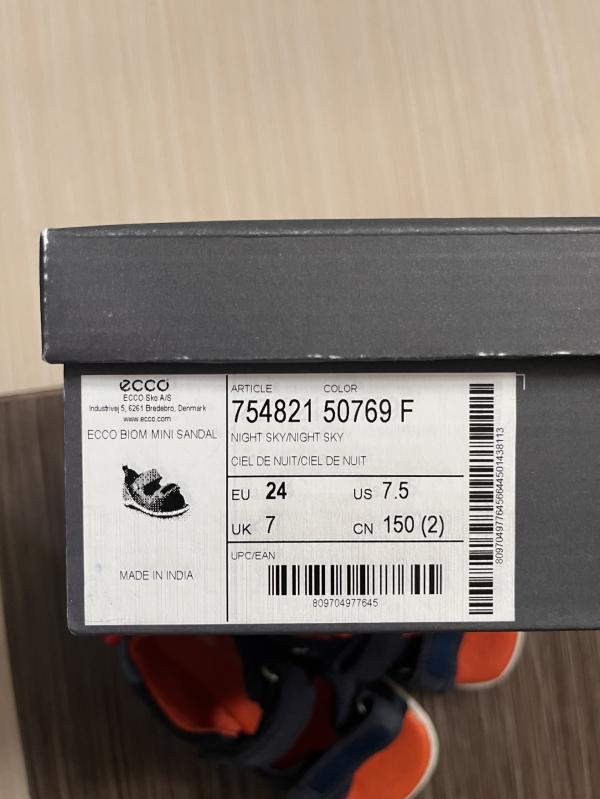 ecco
ECCO Sko A/S
Industrivej 5, 6261 Bredebro, Denmark
www.ecco.com
ECCO BIOM MINI SANDAL
MADE IN INDIA
ARTICLE COLOR
754821 50769 F
NIGHT SKY/NIGHT SKY
CIEL DE NUIT/CIEL DE NUIT
EU 24 US 7.5
UK 7 CN 150 (2)
UPC/EAN
809704977645
8097049776456644501438113